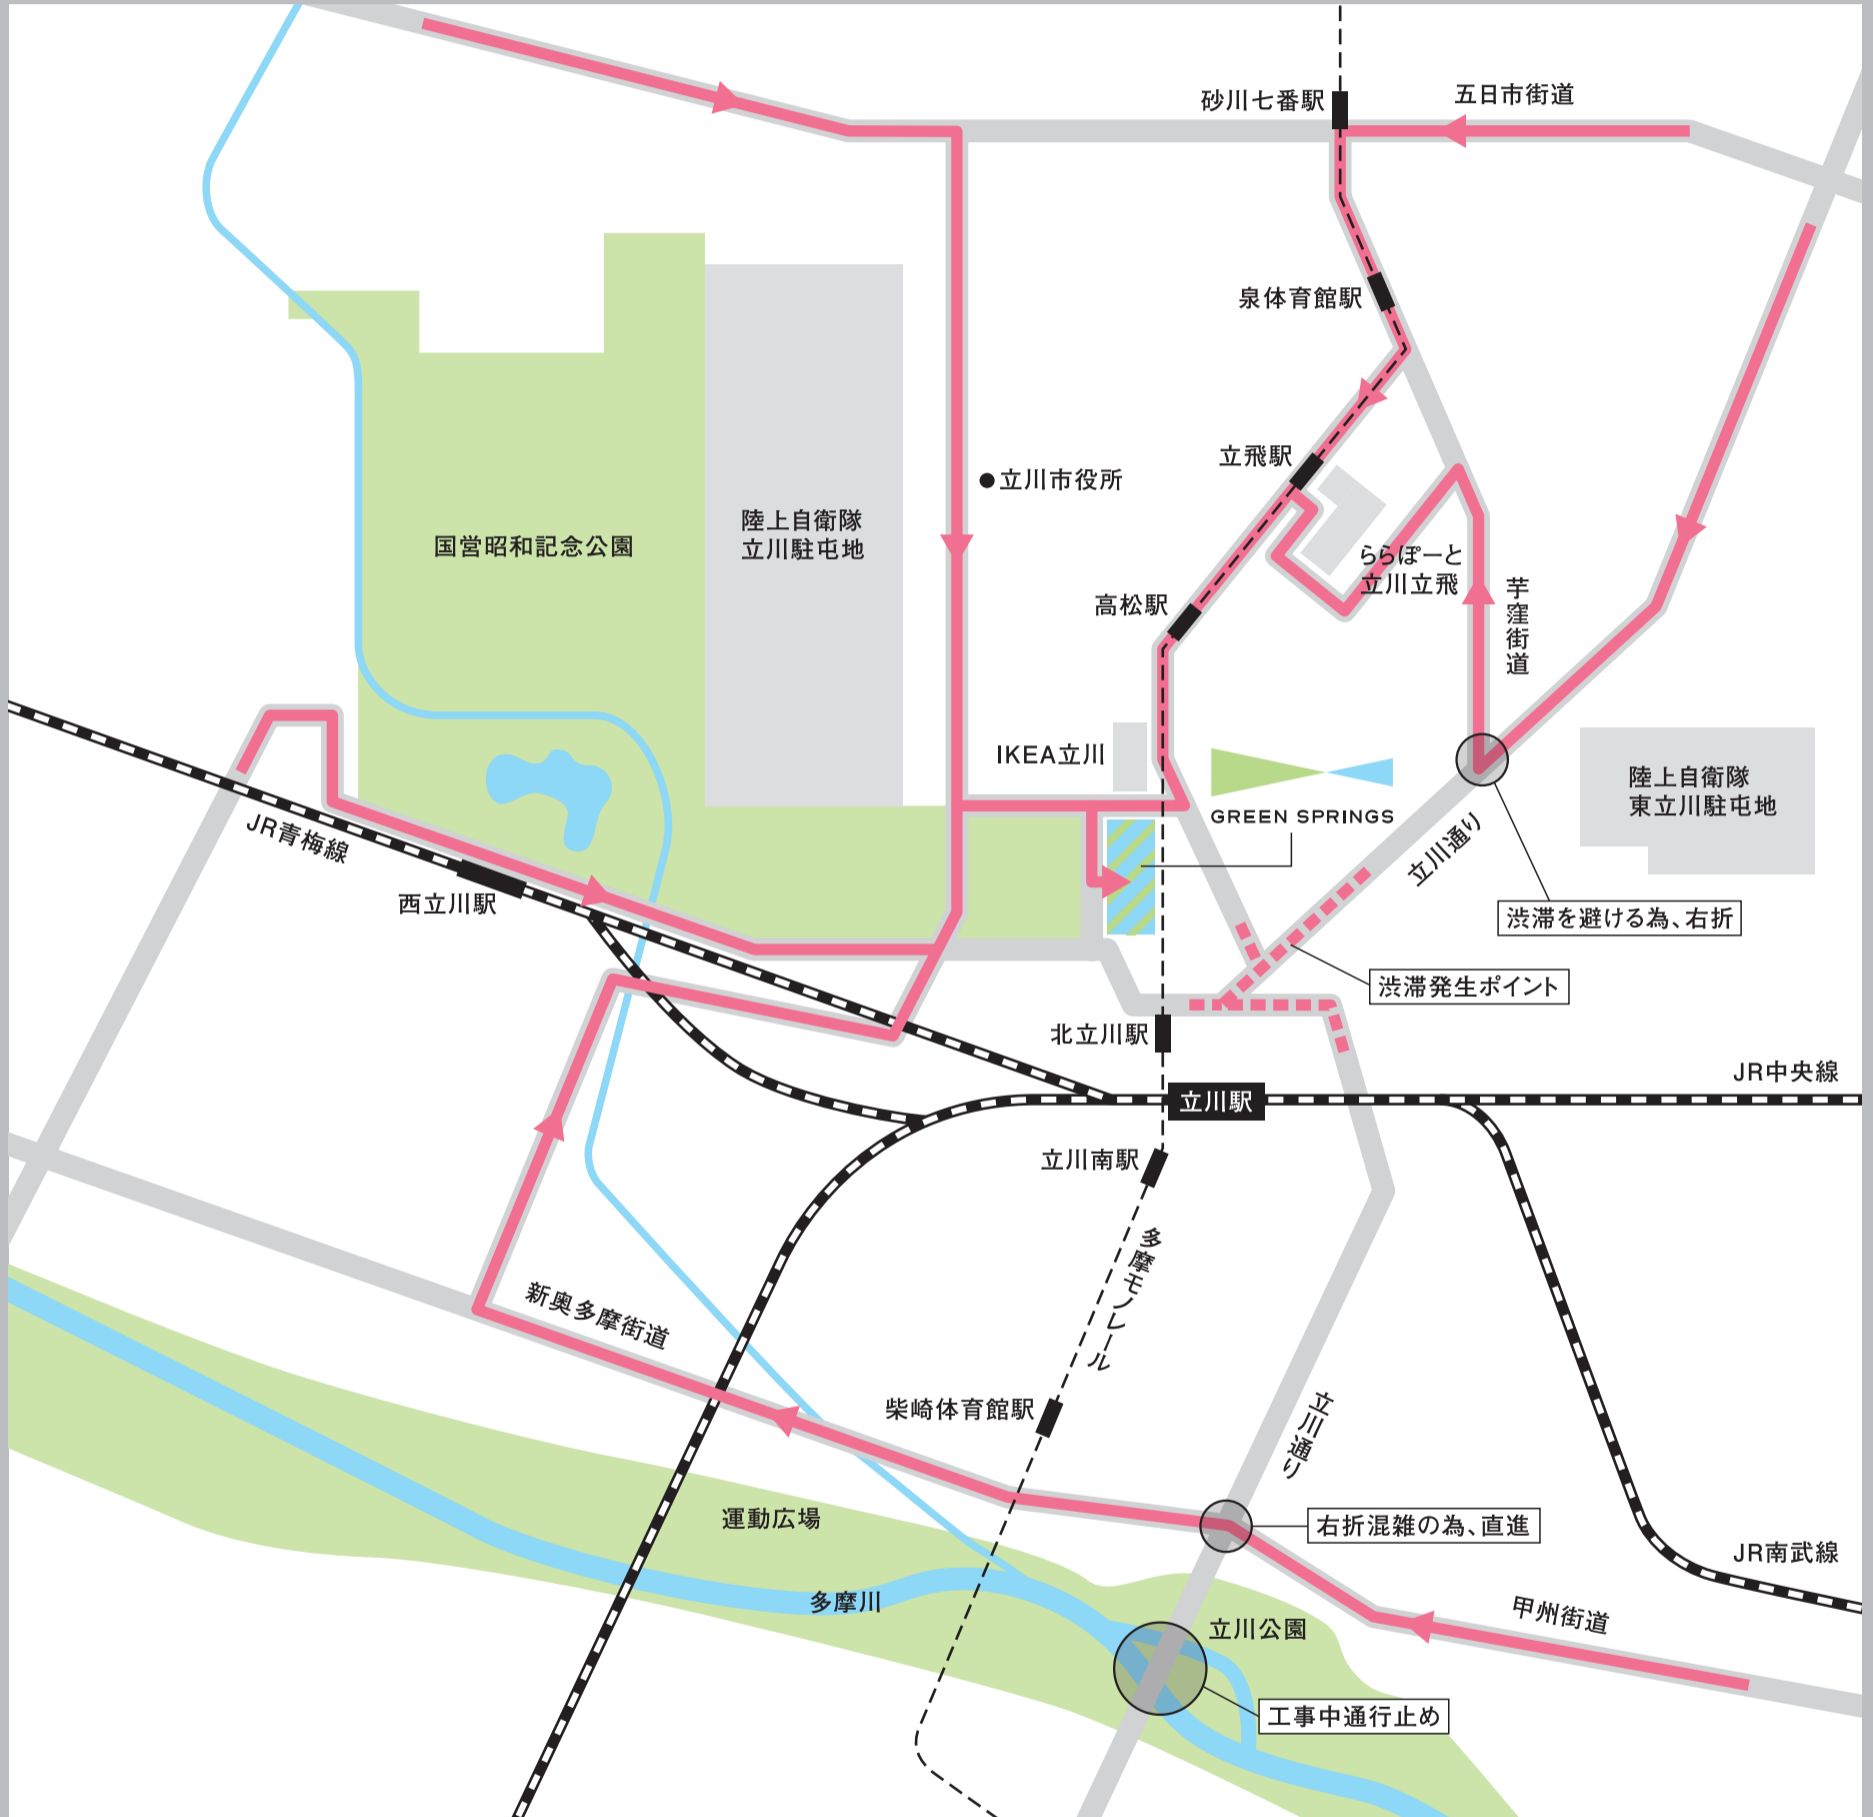 砂川七番駅
五日市街道
泉体育館駅
立飛駅
立川市役所
陸上自衛隊
立川駐屯地
国営昭和記念公園
ららぽーと
立川立飛
芋窪街道
高松駅
IKEA立川
GREEN SPRINGS
陸上自衛隊
東立川駐屯地
JR青梅線
西立川駅
立川通り
渋滞を避ける為、右折
渋滞発生ポイント
北立川駅
JR中央線
立川駅
立川南駅
多摩モノレール
新奥多摩街道
柴崎体育館駅
立川通り
運動広場
右折混雑の為、直進
JR南武線
多摩川
立川公園
甲州街道
工事中通行止め